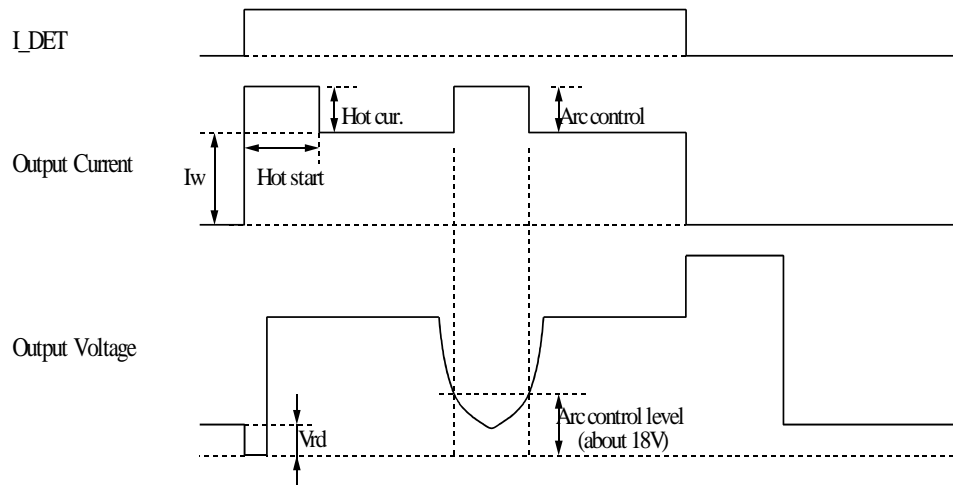 I_DET
Hot cur.
Arc control
Output Current
Iw
Hot start
Output Voltage
Vrd
Arc control level
(about 18V)